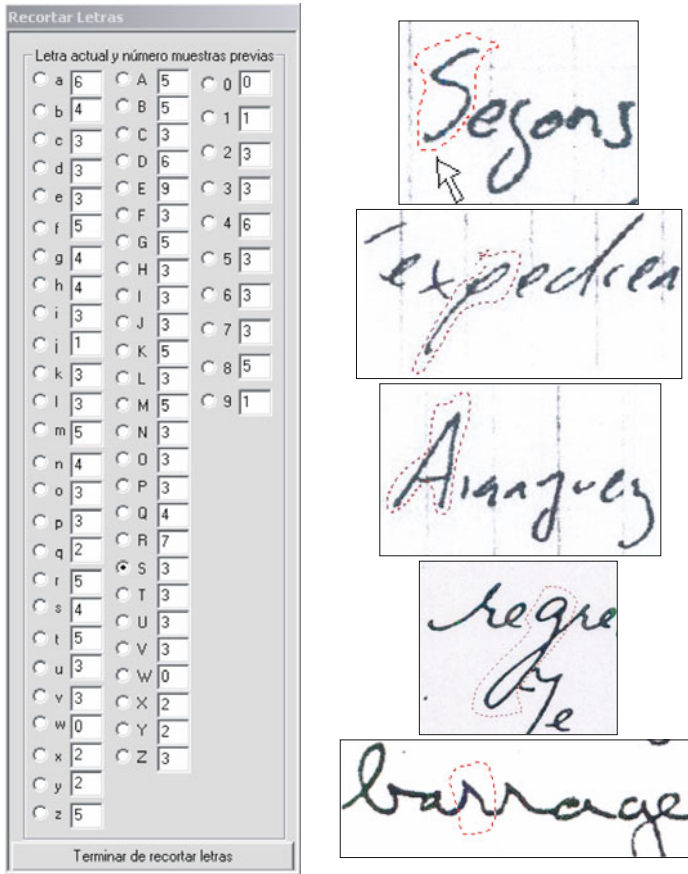 Recortar Letras
Letra actual y número muestras previas
a 6
b 4
c 3
d 3
e 3
f 5
g 4
h 4
i 3
j 1
k 3
l 3
m 5
n 4
o 3
p 3
q 2
r 5
s 4
t 5
u 3
v 3
w 0
x 2
y 2
z 5
A 5
B 5
C 3
D 6
E 9
F 3
G 5
H 3
I 3
J 3
K 5
L 3
M 5
N 3
O 3
P 3
Q 4
R 7
S 3
T 3
U 3
V 3
W 0
X 2
Y 2
Z 3
0 0
1 1
2 3
3 3
4 6
5 3
6 3
7 3
8 5
9 1
Terminar de recortar letras
Segons
expedien
Aranguez
regre
ye
barrage